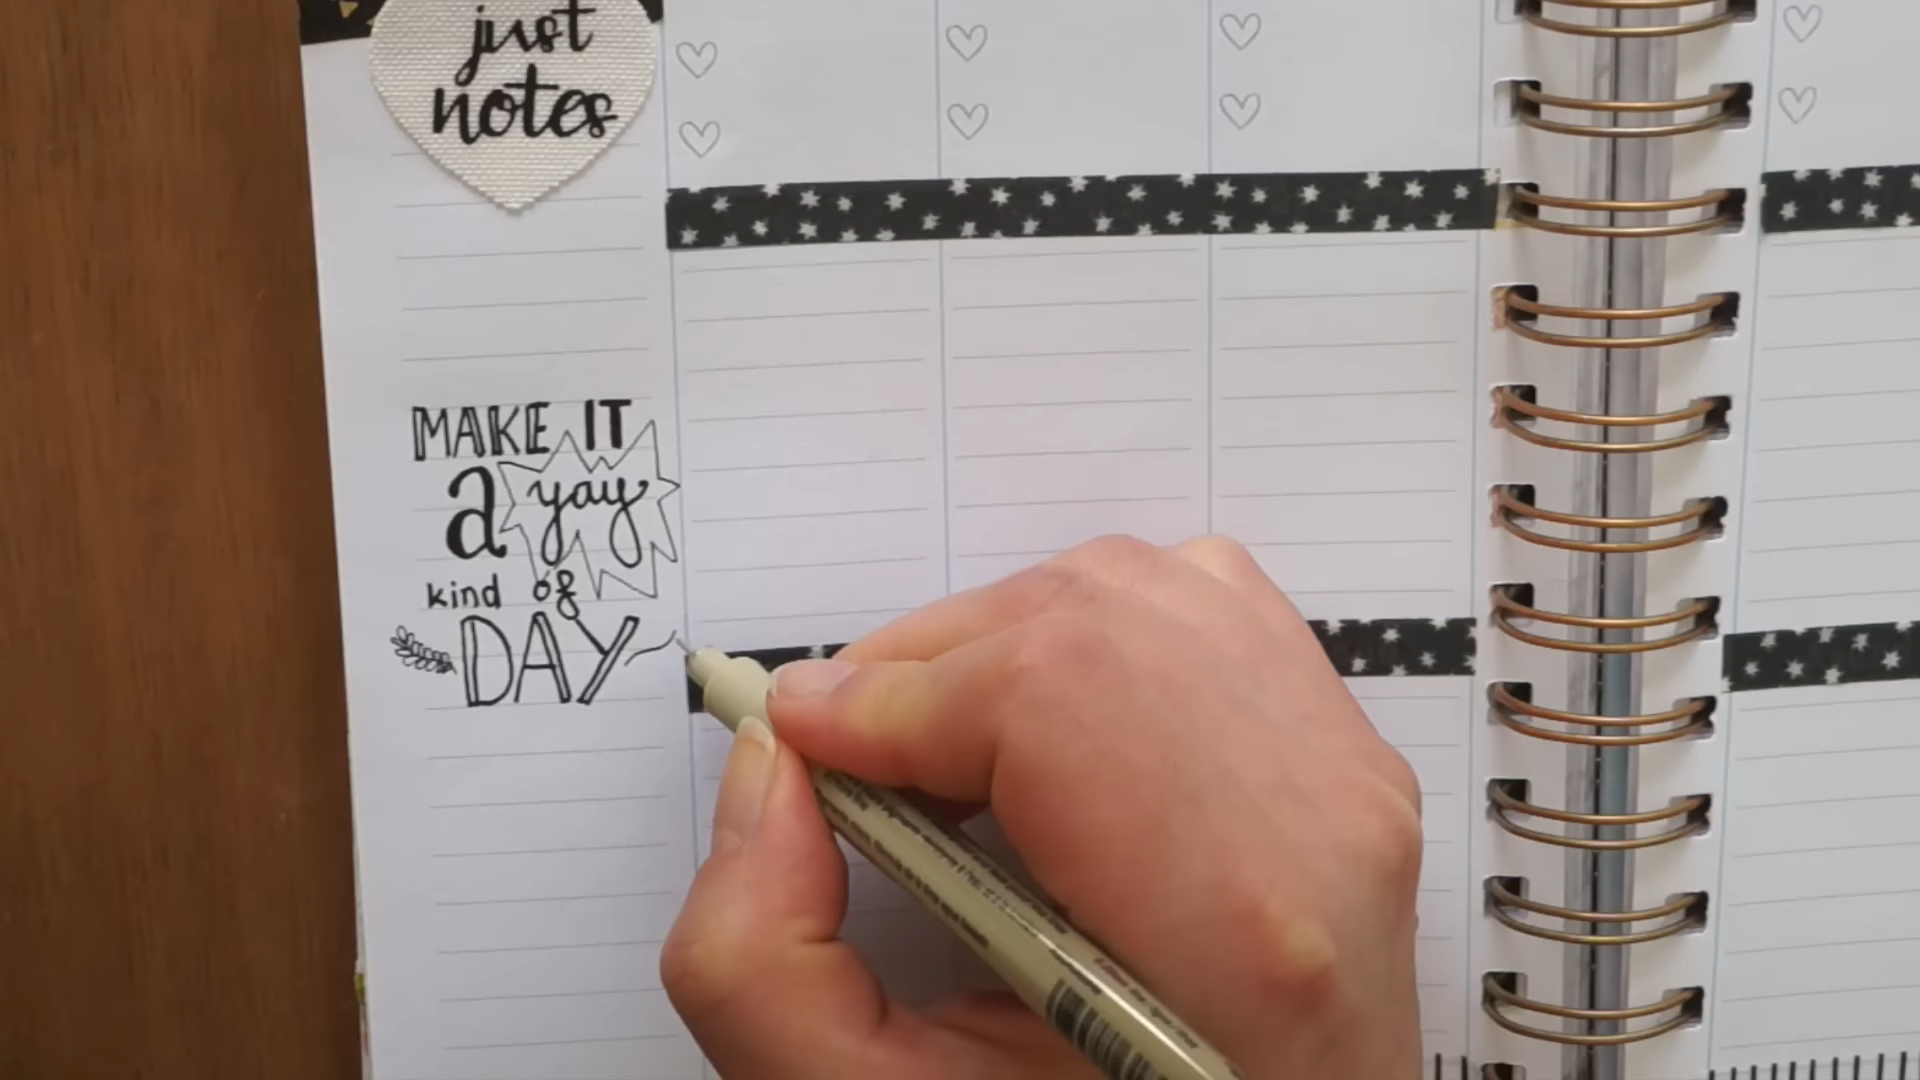 just
notes
MAKE IT
a yay
kind of
DAY